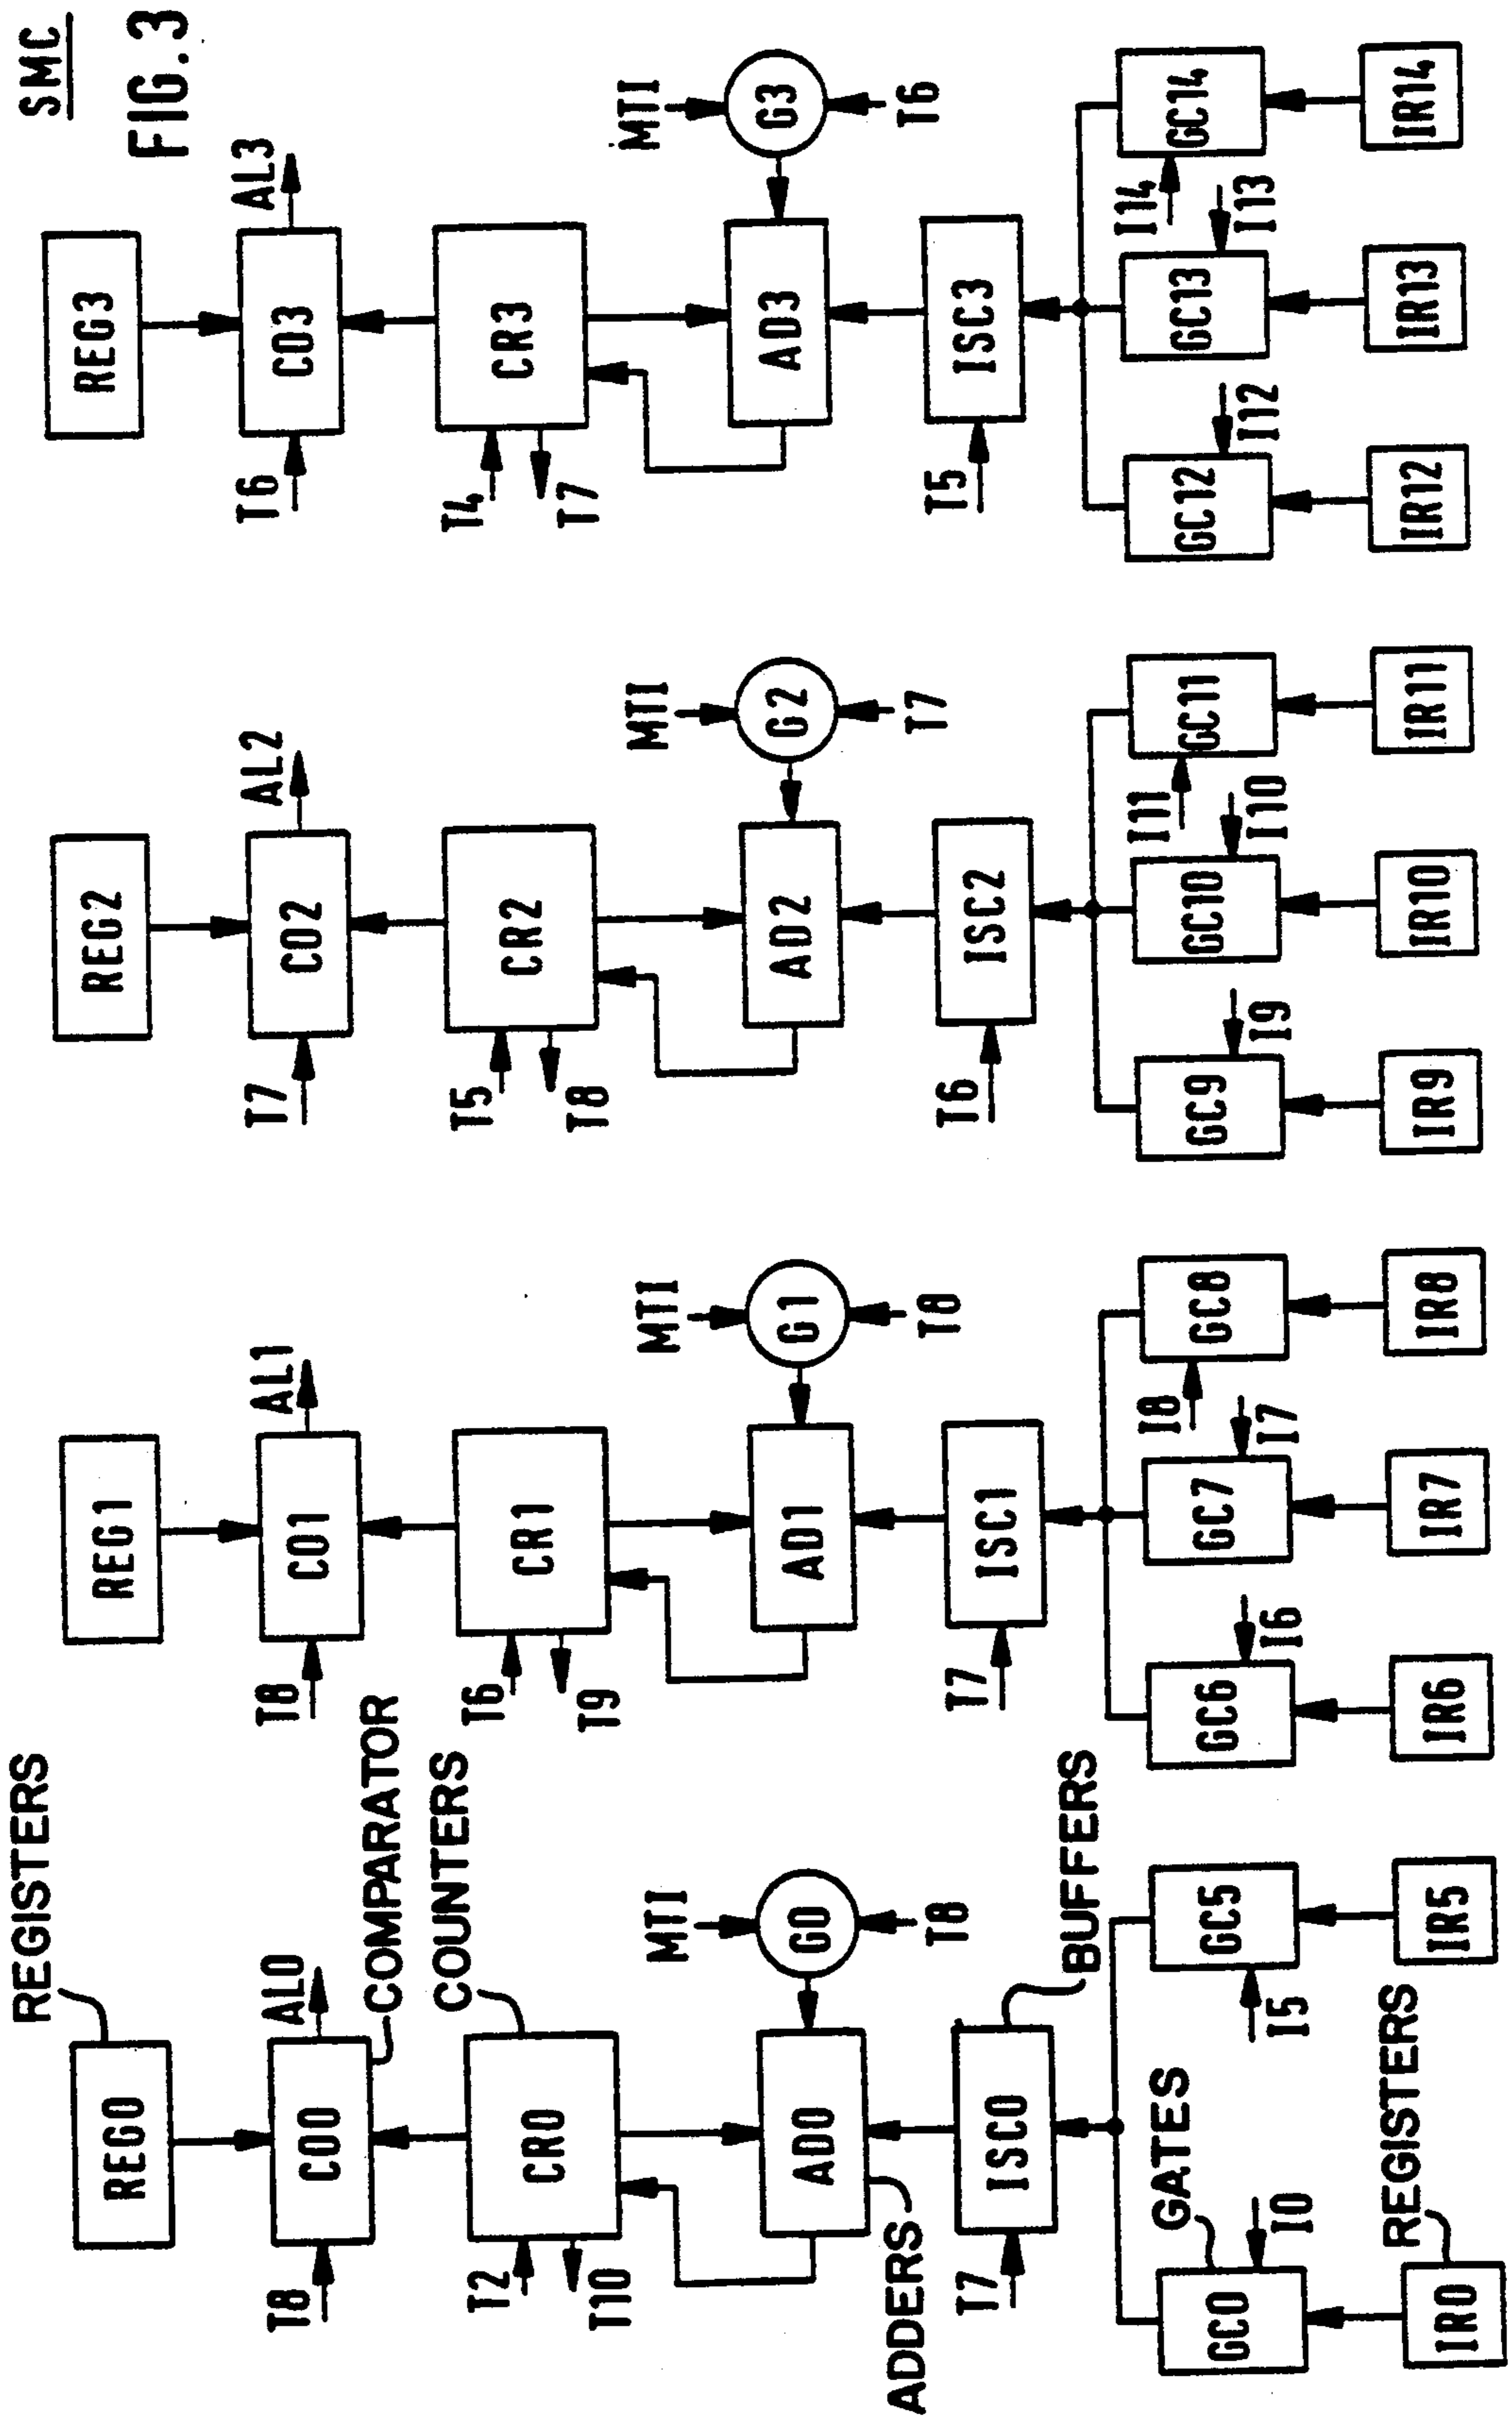 SMC
FIG.3
REGISTERS
REG0
T8
CO0
AL0
COMPARATOR
COUNTERS
T2
CR0
T10
MTI
G0
T8
AD0
ADDERS
T7
ISC0
BUFFERS
GATES
GC0
I0
I5
GC5
REGISTERS
IR0
IR5
REG1
T8
CO1
AL1
T6
CR1
T9
MTI
G1
T8
AD1
T7
ISC1
GC6
I6
GC7
I7
I8
GC8
IR6
IR7
IR8
REG2
T7
CO2
AL2
T5
CR2
T8
MTI
G2
T7
AD2
T6
ISC2
GC9
I9
GC10
I10
I11
GC11
IR9
IR10
IR11
REG3
T6
CO3
AL3
T4
CR3
T7
MTI
G3
T6
AD3
T5
ISC3
GC12
I12
GC13
I13
I14
GC14
IR12
IR13
IR14